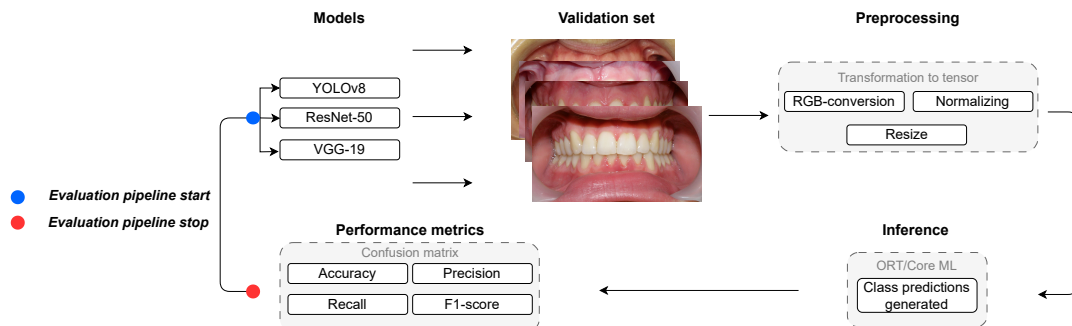 Models
Validation set
Preprocessing
Transformation to tensor
YOLOv8
RGB-conversion
Normalizing
ResNet-50
Resize
VGG-19
Evaluation pipeline start
Evaluation pipeline stop
Performance metrics
Inference
Confusion matrix
ORT/Core ML
Accuracy
Precision
Class predictions
generated
Recall
F1-score